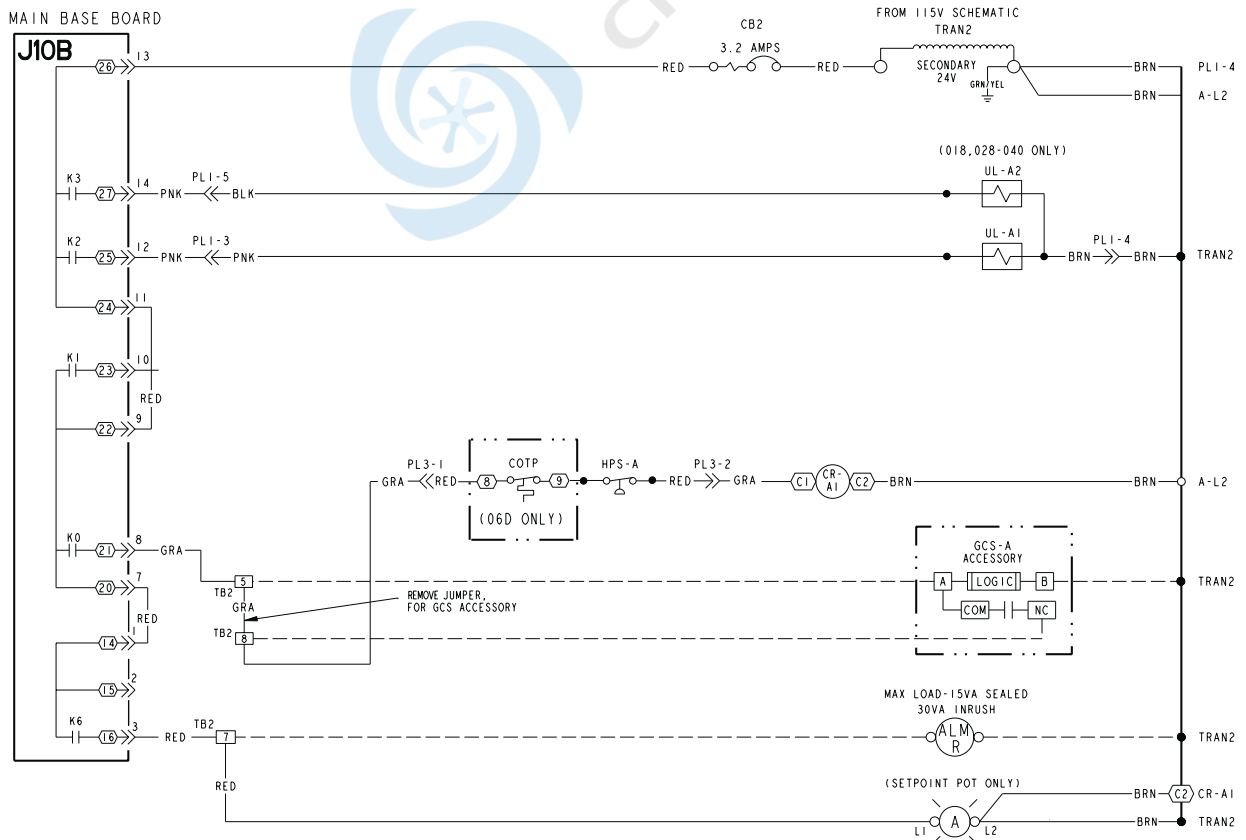 MAIN BASE BOARD
J10B
FROM 115V SCHEMATIC
TRAN2
CB2
3.2 AMPS
26
13
RED
RED
SECONDARY
24V
GRN/YEL
BRN
PL1-4
BRN
A-L2
(018,028-040 ONLY)
UL-A2
K3
27
14
PNK
PL1-5
BLK
K2
25
12
PNK
PL1-3
PNK
UL-A1
BRN
PL1-4
BRN
TRAN2
24
11
K1
23
10
RED
22
9
GRA
PL3-1
RED
8
COTP
9
HPS-A
RED
PL3-2
GRA
C1
CR-
A1
C2
BRN
BRN
A-L2
(06D ONLY)
K0
21
8
GRA
GCS-A
ACCESSORY
20
7
TB2
5
A
LOGIC
B
TRAN2
RED
GRA
REMOVE JUMPER,
FOR GCS ACCESSORY
COM
NC
14
1
TB2
8
15
2
MAX LOAD-15VA SEALED
30VA INRUSH
K6
16
3
RED
TB2
7
ALM
R
TRAN2
RED
(SETPOINT POT ONLY)
BRN
C2
CR-A1
L1
A
L2
BRN
TRAN2